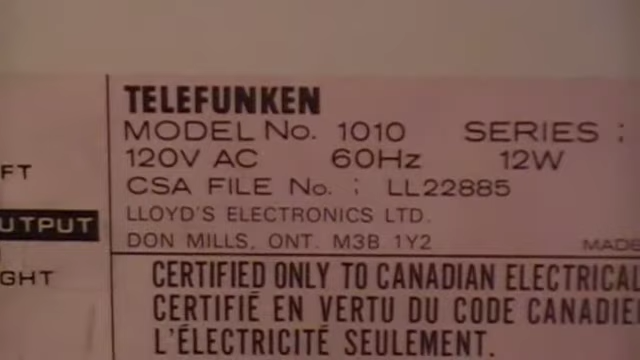 TELEFUNKEN
MODEL No. 1010 SERIES :
120V AC 60Hz 12W
CSA FILE No. : LL22885
LLOYD'S ELECTRONICS LTD.
DON MILLS, ONT. M3B 1Y2 MADE
CERTIFIED ONLY TO CANADIAN ELECTRICAL
CERTIFIÉ EN VERTU DU CODE CANADIEN
L'ÉLECTRICITÉ SEULEMENT.
FT
UTPUT
GHT